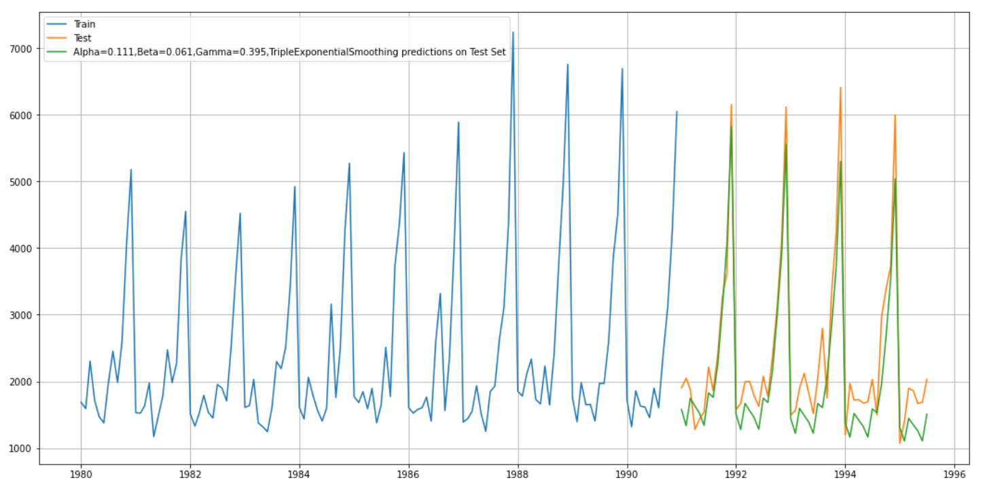 Train
Test
Alpha=0.111,Beta=0.061,Gamma=0.395,TripleExponentialSmoothing predictions on Test Set
7000
6000
5000
4000
3000
2000
1000
1980 1982 1984 1986 1988 1990 1992 1994 1996